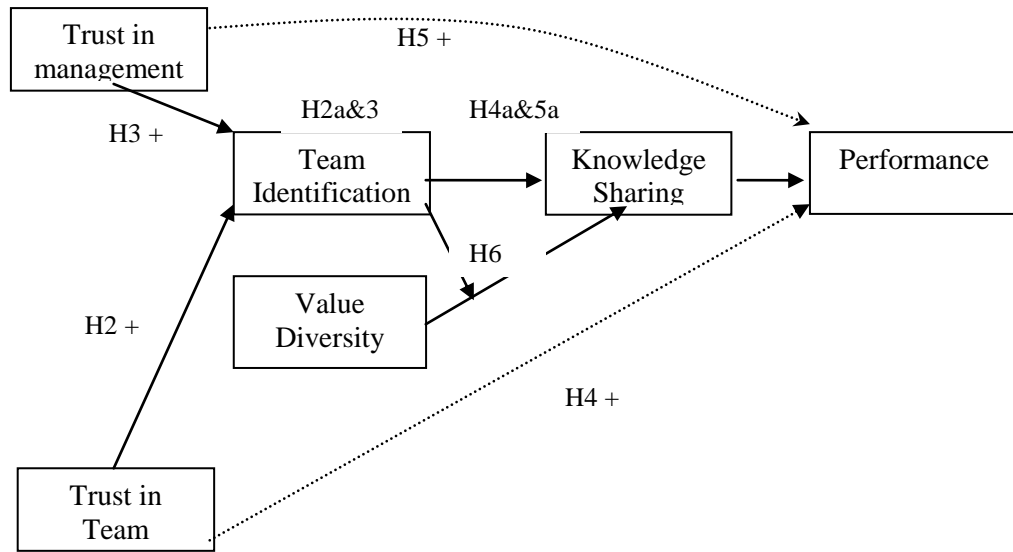 Trust in
management
H5 +
H2a&3
H4a&5a
H3 +
Team
Identification
Knowledge
Sharing
Performance
H6
Value
Diversity
H2 +
H4 +
Trust in
Team